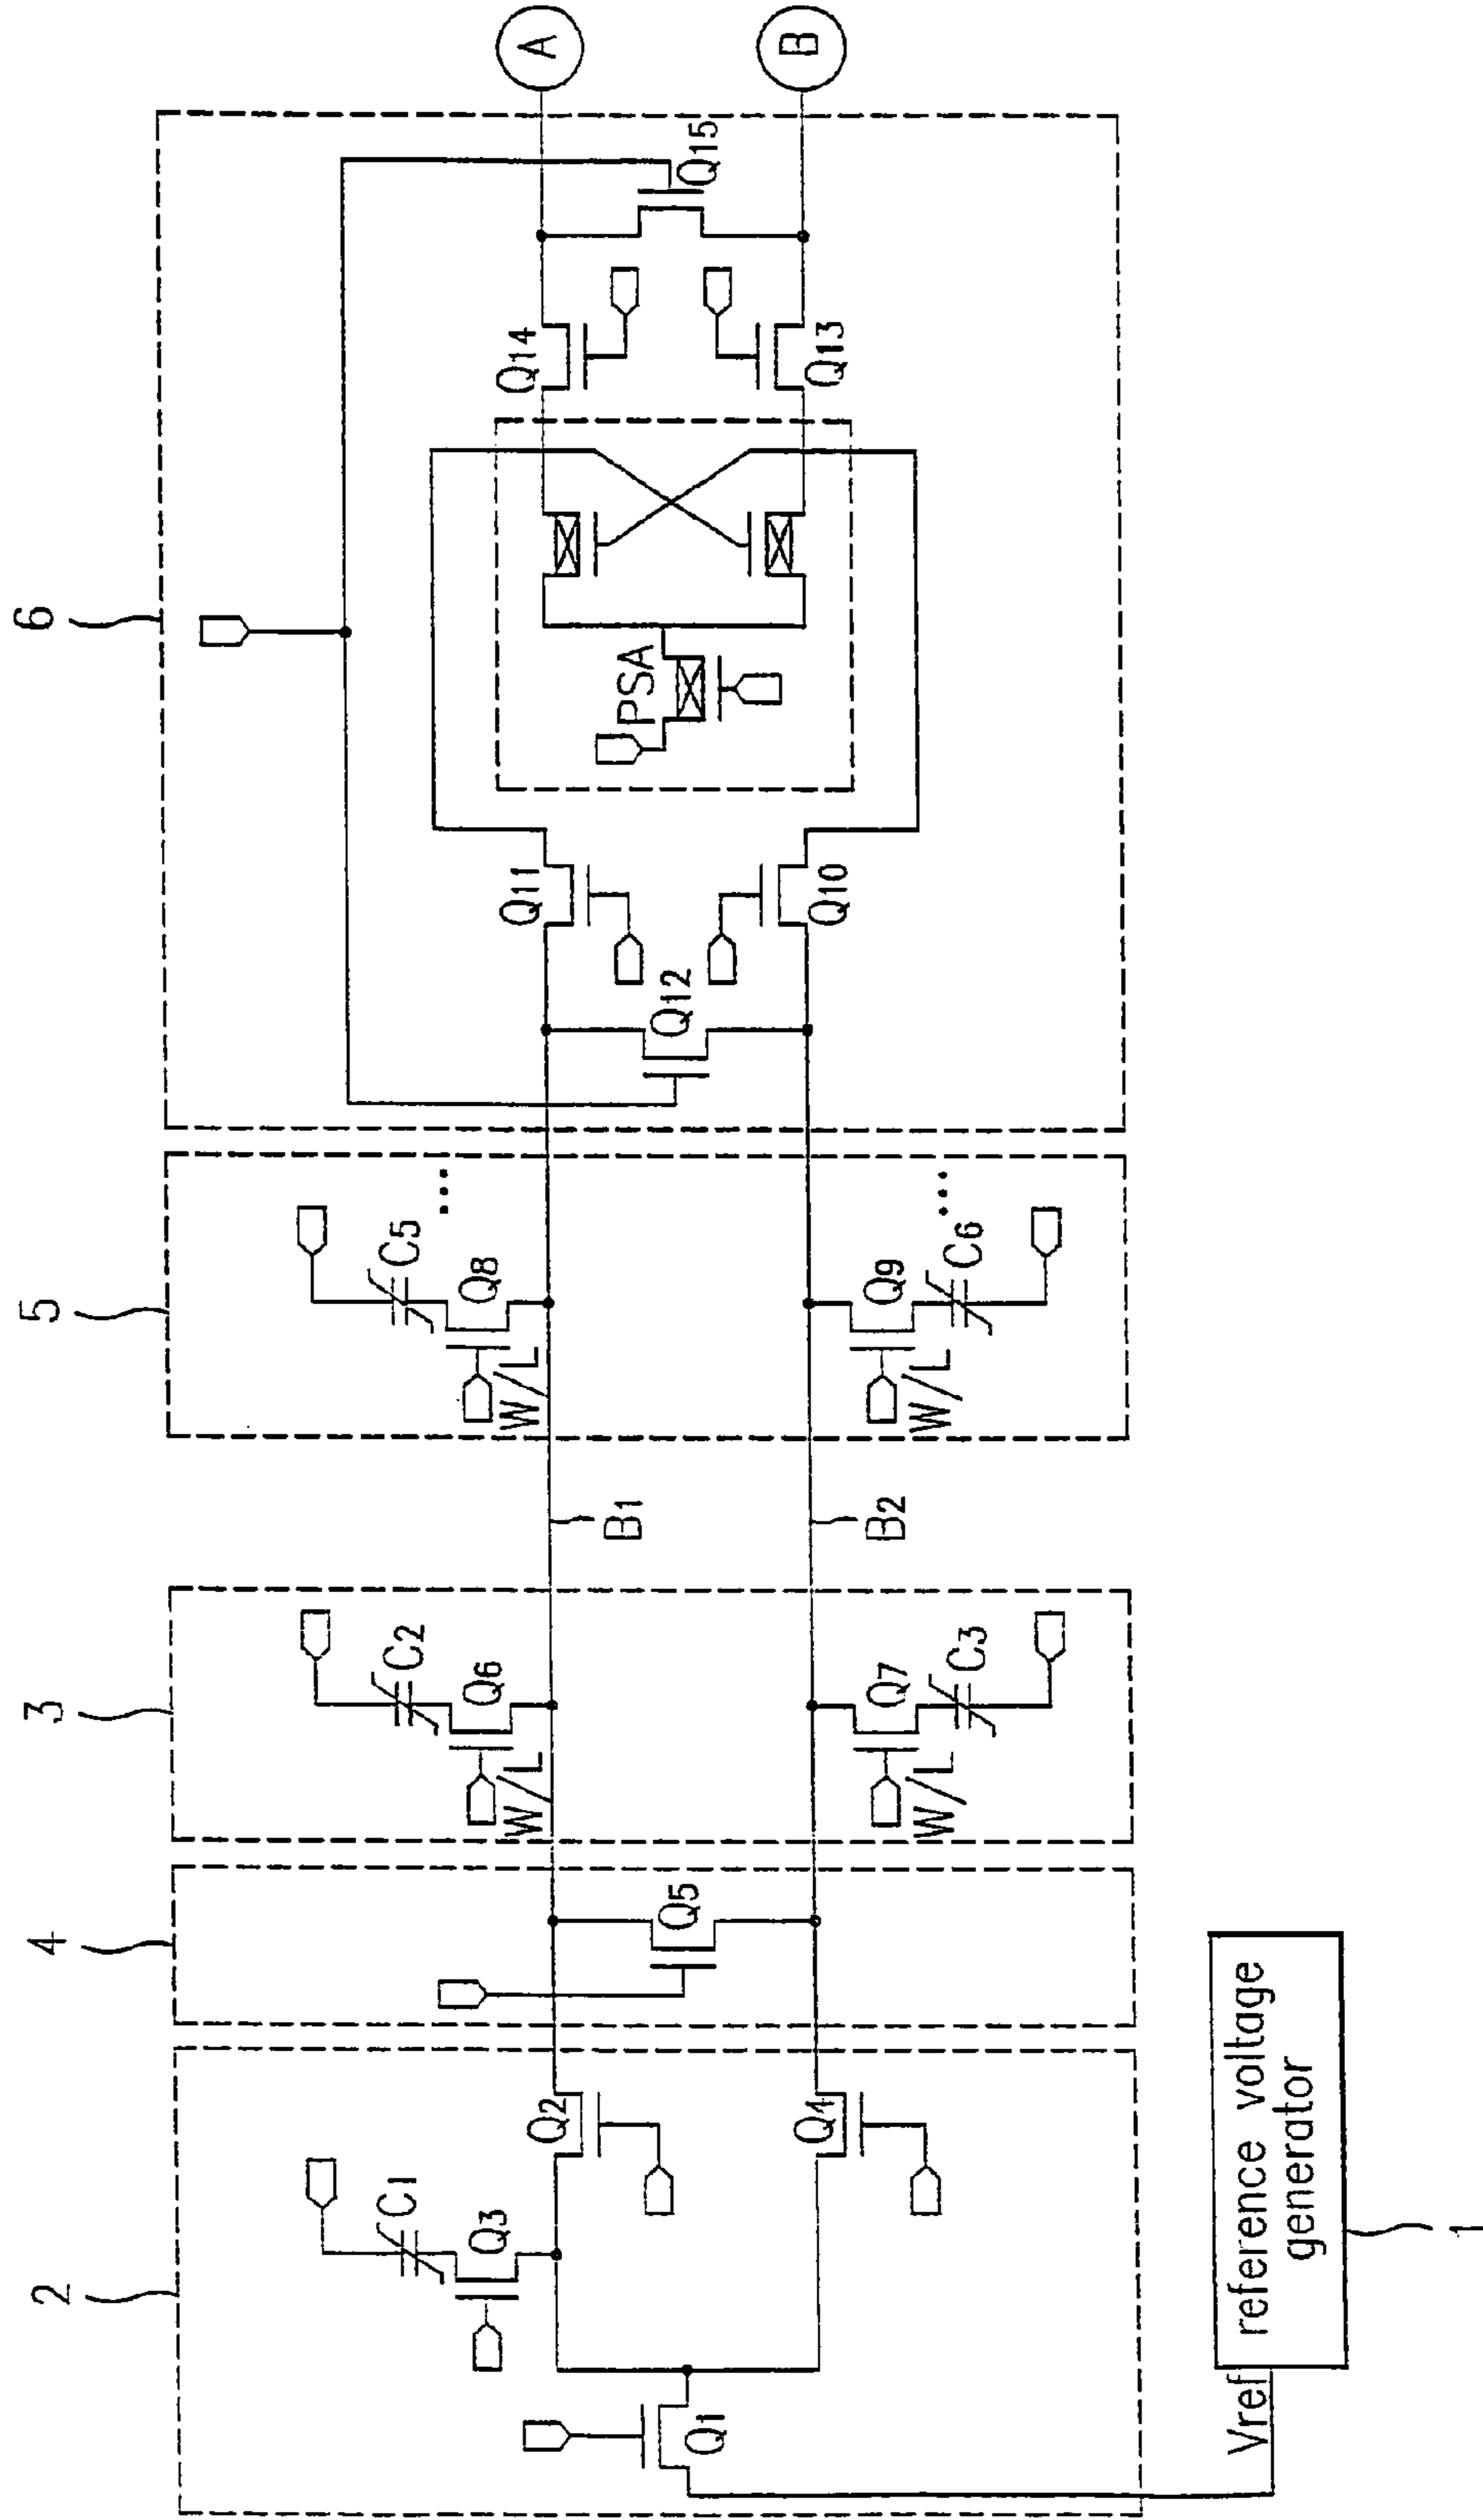 6
5
3
4
2
A
B
Q15
Q14
Q13
PSA
Q11
Q10
Q12
C5
Q8
W/L
Q9
C6
W/L
B1
B2
C2
Q6
W/L
Q7
C3
W/L
Q5
Q2
Q4
C1
Q3
Q1
Vref
reference voltage
generator
1